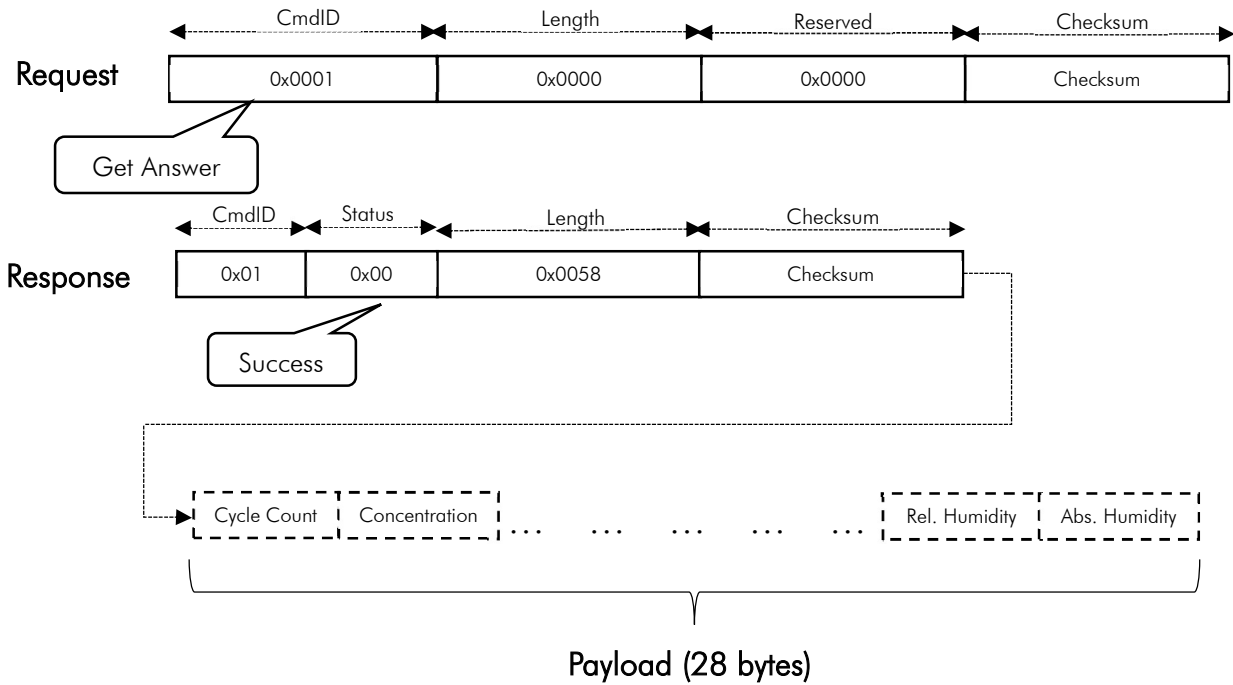 CmdID Length Reserved Checksum
Request 0x0001 0x0000 0x0000 Checksum
Get Answer
CmdID Status Length Checksum
Response 0x01 0x00 0x0058 Checksum
Success
Cycle Count Concentration ... ... ... ... ... Rel. Humidity Abs. Humidity
Payload (28 bytes)